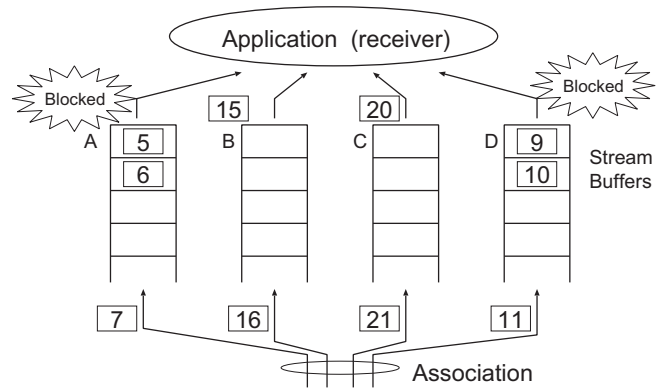 Application (receiver)
Blocked
Blocked
15
20
A
5
B
C
D
9
6
10
Stream
Buffers
7
16
21
11
Association